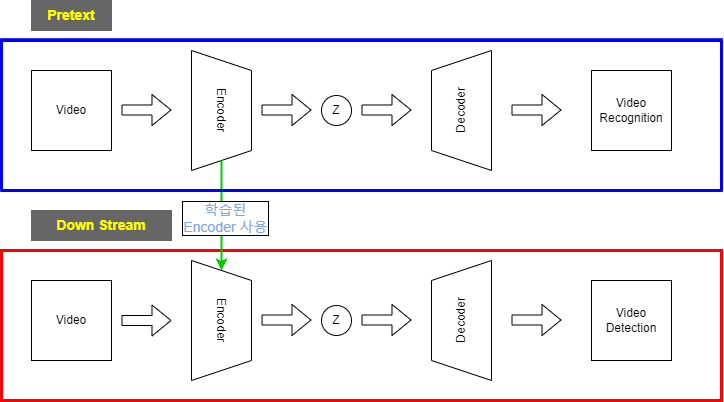 Pretext
Video
Encoder
Z
Decoder
Video
Recognition
학습된
Encoder 사용
Down Stream
Video
Encoder
Z
Decoder
Video
Detection